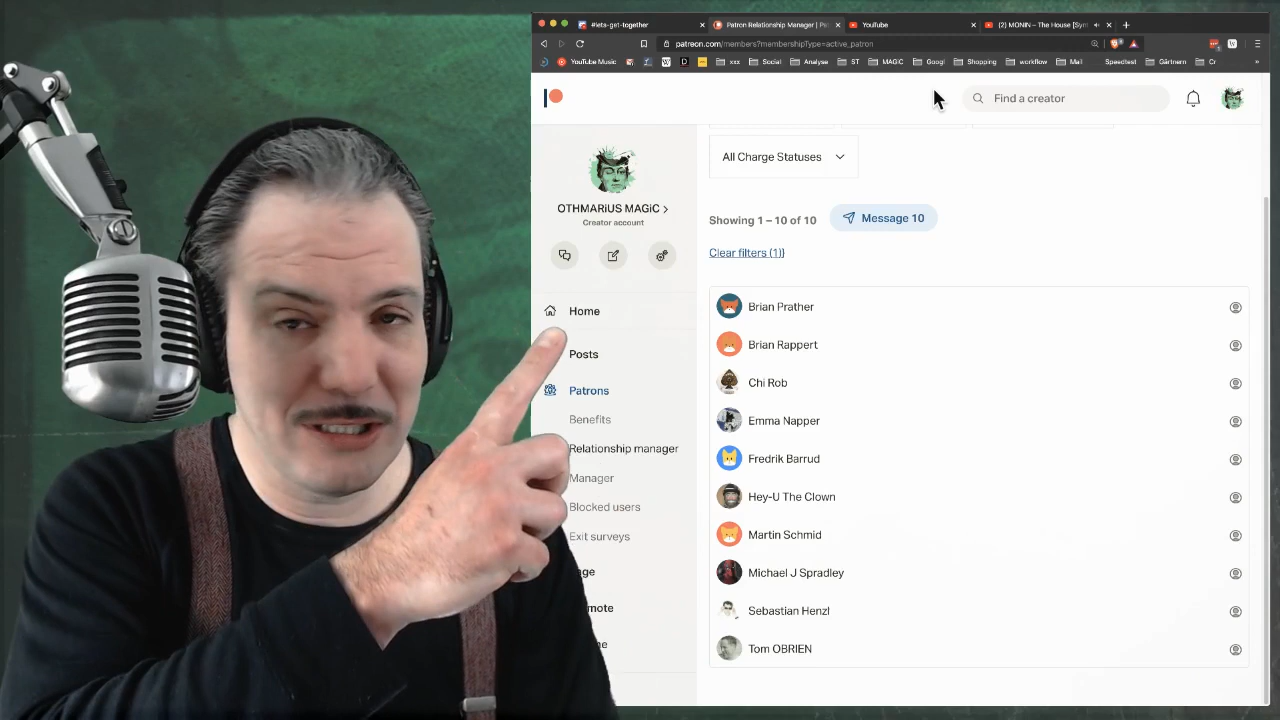 #lets-get-together
Patron Relationship Manager | Pat
YouTube
(2) MONiN – The House [Sym
patreon.com/members?membershipType=active_patron
YouTube Music
xxx
Social
Analyse
ST
MAGiC
Googl
Shopping
workflow
Mail
Speedtest
Gärtnern
Cr
Find a creator
All Charge Statuses
OTHMARiUS MAGiC
Creator account
Showing 1 – 10 of 10
Message 10
Clear filters (1)}
Home
Posts
Patrons
Benefits
Relationship manager
Manager
Blocked users
Exit surveys
Brian Prather
Brian Rappert
Chi Rob
Emma Napper
Fredrik Barrud
Hey-U The Clown
Martin Schmid
Michael J Spradley
Sebastian Henzl
Tom OBRIEN